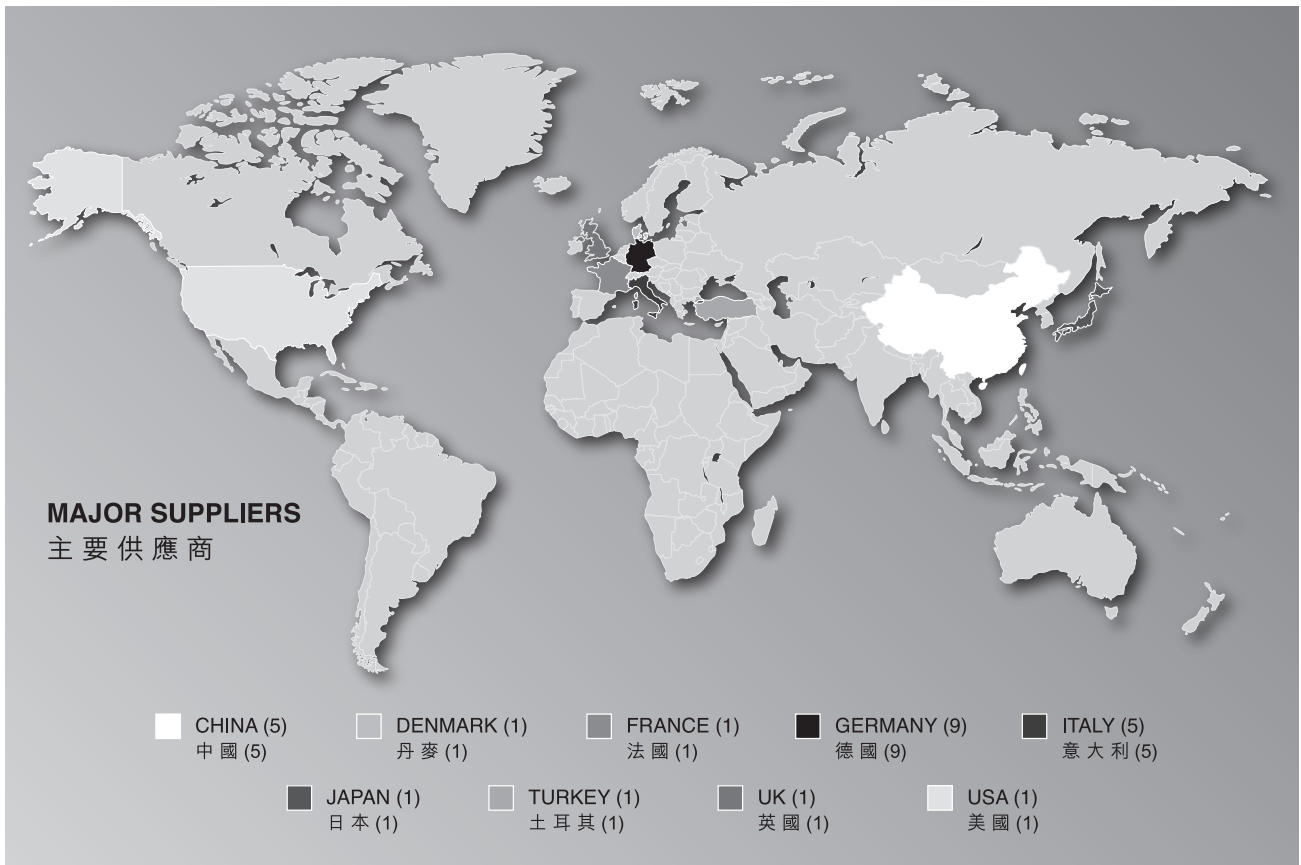 MAJOR SUPPLIERS
主要供應商
CHINA (5)
中國 (5)
DENMARK (1)
丹麥 (1)
FRANCE (1)
法國 (1)
GERMANY (9)
德國 (9)
ITALY (5)
意大利 (5)
JAPAN (1)
日本 (1)
TURKEY (1)
土耳其 (1)
UK (1)
英國 (1)
USA (1)
美國 (1)